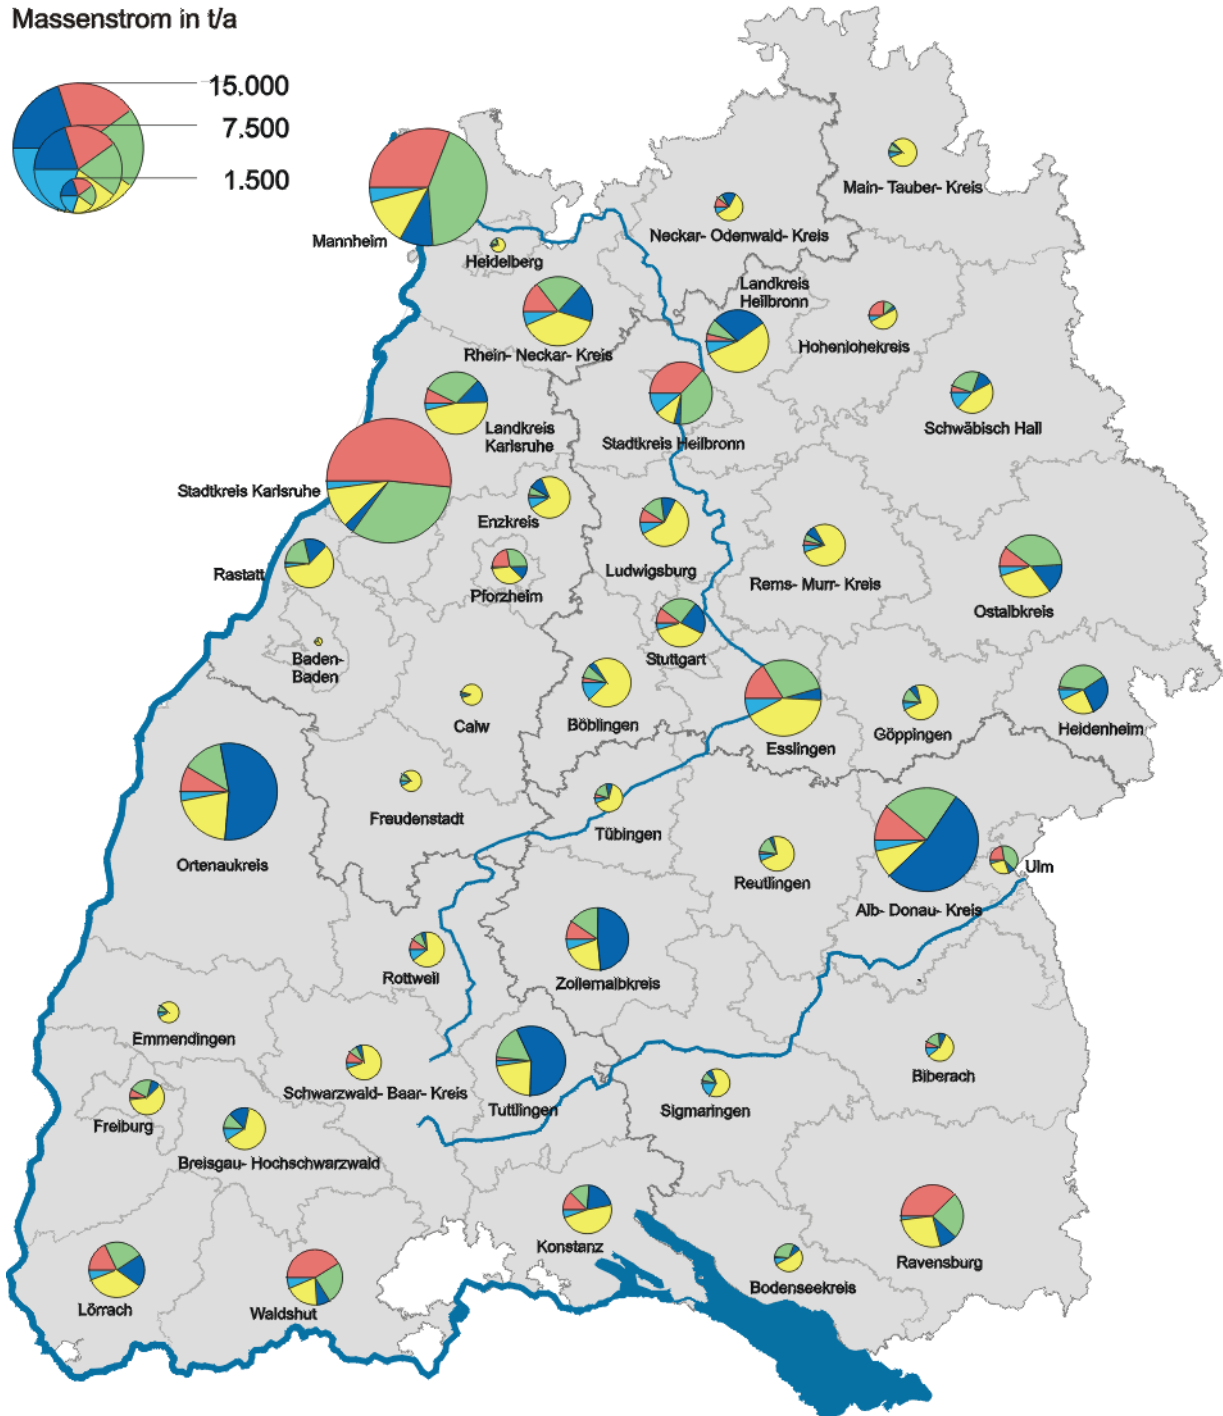 Massenstrom in t/a
15.000
7.500
1.500
Main- Tauber- Kreis
Neckar- Odenwald- Kreis
Mannheim
Heidelberg
Landkreis
Heilbronn
Hohenlohekreis
Rhein- Neckar- Kreis
Schwäbisch Hall
Landkreis
Karlsruhe
Stadtkreis Heilbronn
Stadtkreis Karlsruhe
Enzkreis
Ludwigsburg
Rems- Murr- Kreis
Rastatt
Pforzheim
Ostalbkreis
Baden-
Baden
Stuttgart
Calw
Böblingen
Esslingen
Göppingen
Heidenheim
Freudenstadt
Tübingen
Ortenaukreis
Reutlingen
Ulm
Alb- Donau- Kreis
Rottweil
Zollernalbkreis
Emmendingen
Schwarzwald- Baar- Kreis
Tuttlingen
Sigmaringen
Biberach
Freiburg
Breisgau- Hochschwarzwald
Konstanz
Ravensburg
Bodenseekreis
Lörrach
Waldshut